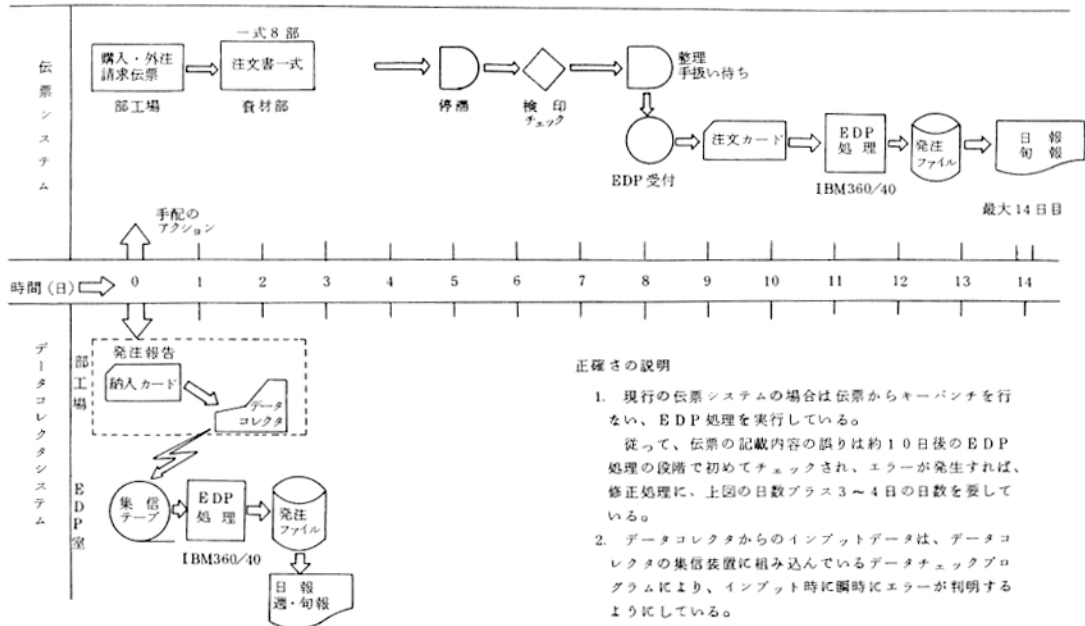 伝票システム
購入・外注
請求伝票
部工場
一式8部
注文書一式
資材部
停滞
検印
チェック
整理
手扱い待ち
EDP受付
注文カード
EDP
処理
IBM360/40
発注
ファイル
日報
旬報
最大14日目
手配の
アクション
時間(日)
0 1 2 3 4 5 6 7 8 9 10 11 12 13 14
データコレクタシステム
部工場
発注報告
納入カード
データ
コレクタ
EDP室
集信
テープ
EDP
処理
IBM360/40
発注
ファイル
日報
週・旬報
正確さの説明
1. 現行の伝票システムの場合は伝票からキーパンチを行
ない、EDP処理を実行している。
従って、伝票の記載内容の誤りは約10日後のEDP
処理の段階で初めてチェックされ、エラーが発生すれば、
修正処理に、上図の日数プラス3~4日の日数を要して
いる。
2. データコレクタからのインプットデータは、データコ
レクタの集信装置に組み込んでいるデータチェックプロ
グラムにより、インプット時に瞬時にエラーが判明する
ようにしている。